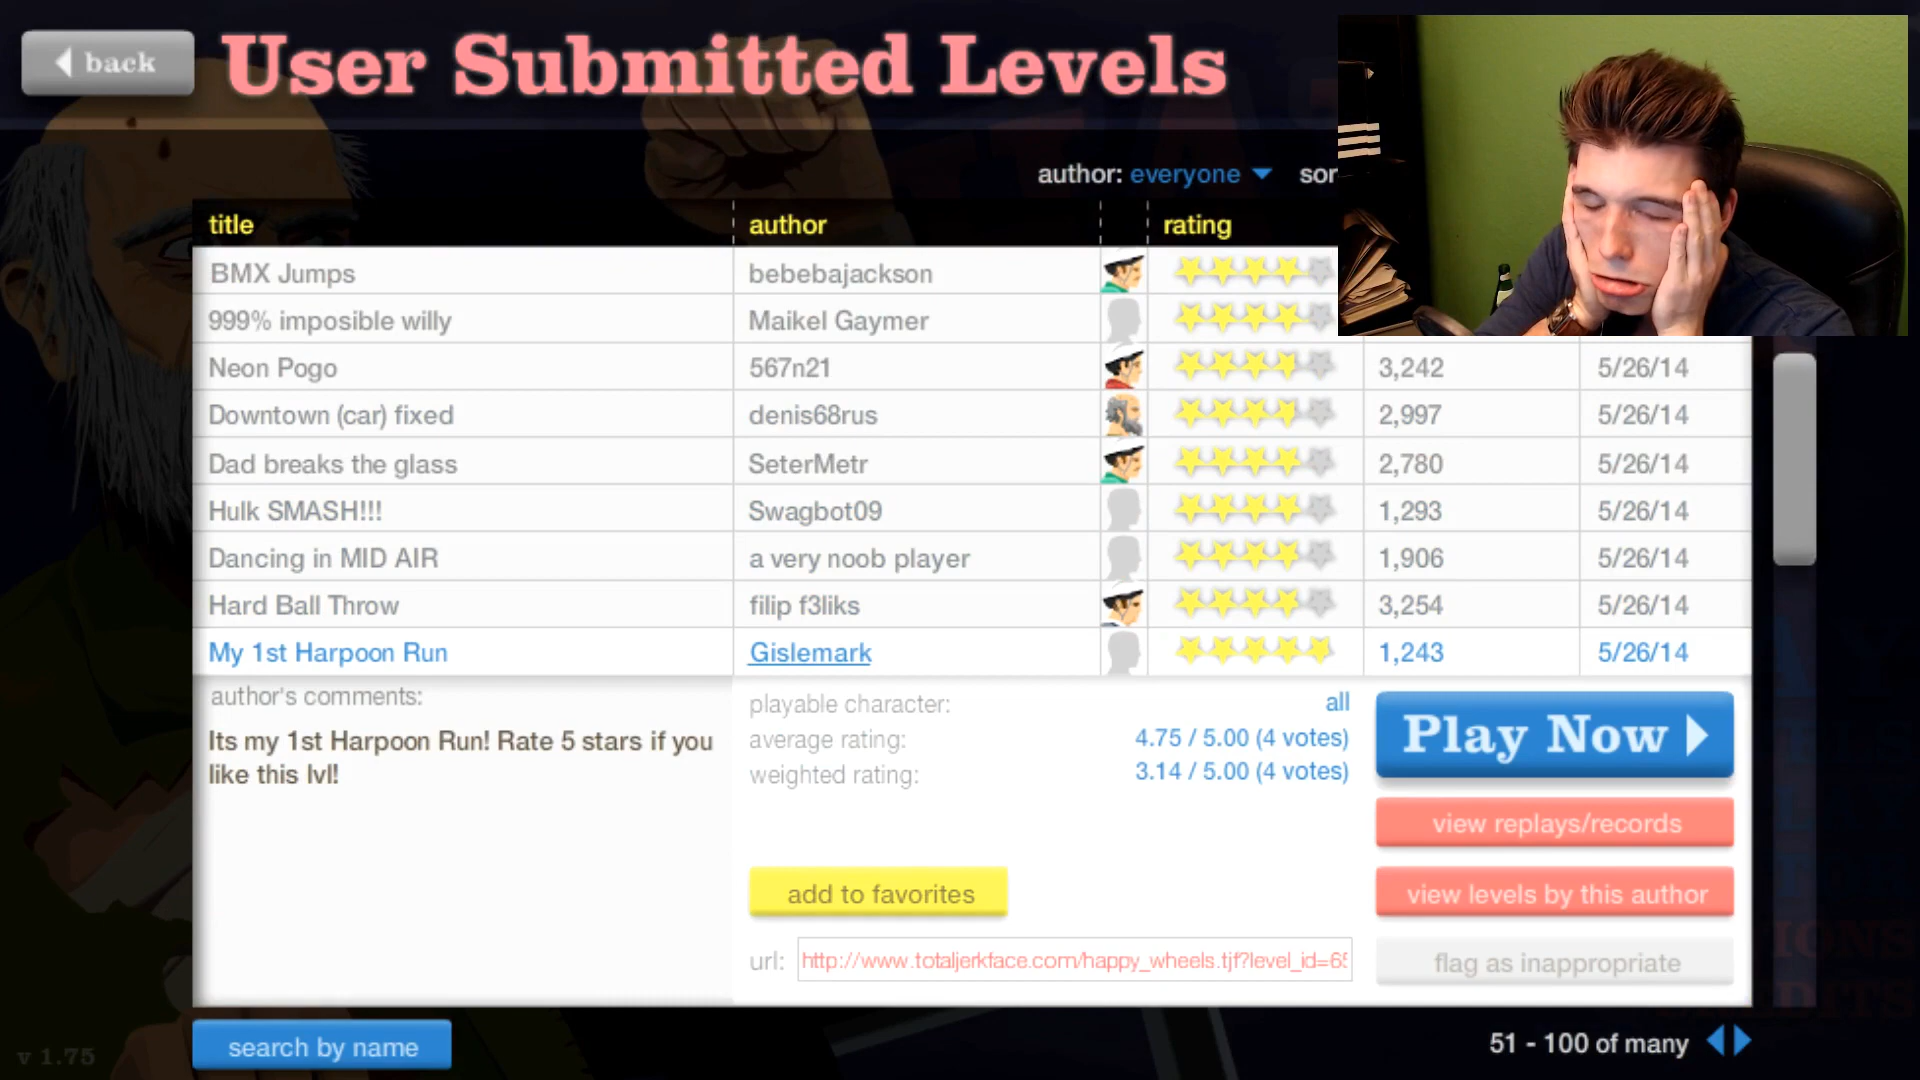 back
User Submitted Levels
author: everyone
sor
title author rating
BMX Jumps bebebajackson
999% imposible willy Maikel Gaymer
Neon Pogo 567n21 3,242 5/26/14
Downtown (car) fixed denis68rus 2,997 5/26/14
Dad breaks the glass SeterMetr 2,780 5/26/14
Hulk SMASH!!! Swagbot09 1,293 5/26/14
Dancing in MID AIR a very noob player 1,906 5/26/14
Hard Ball Throw filip f3liks 3,254 5/26/14
My 1st Harpoon Run Gislemark 1,243 5/26/14
author's comments:
Its my 1st Harpoon Run! Rate 5 stars if you
like this lvl!
playable character: all
average rating: 4.75 / 5.00 (4 votes)
weighted rating: 3.14 / 5.00 (4 votes)
add to favorites
url: http://www.totaljerkface.com/happy_wheels.tjf?level_id=65
Play Now
view replays/records
view levels by this author
flag as inappropriate
v 1.75
search by name
51 - 100 of many